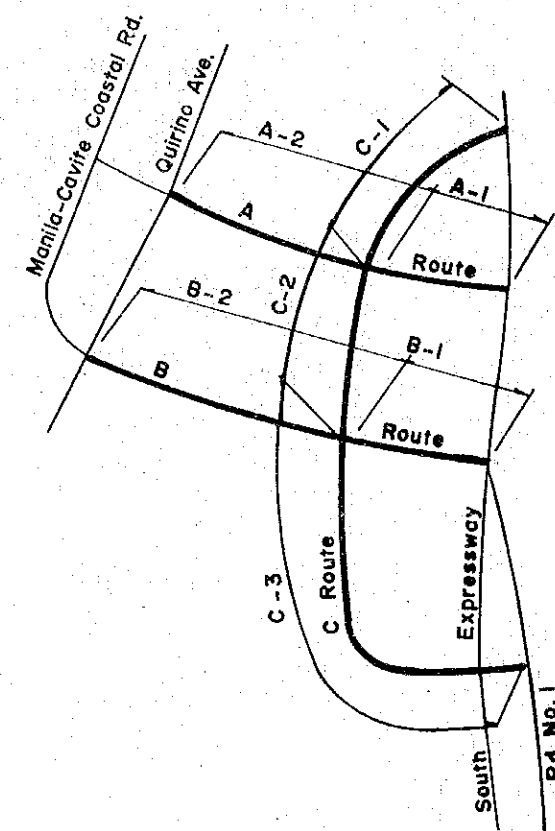 Manila-Cavite Coastal Rd.
Quirino Ave.
A-2
C-1
A
A-1
Route
C-2
B-2
B-1
B
Route
C-3
C Route
Expressway
South
Rd. No. 1